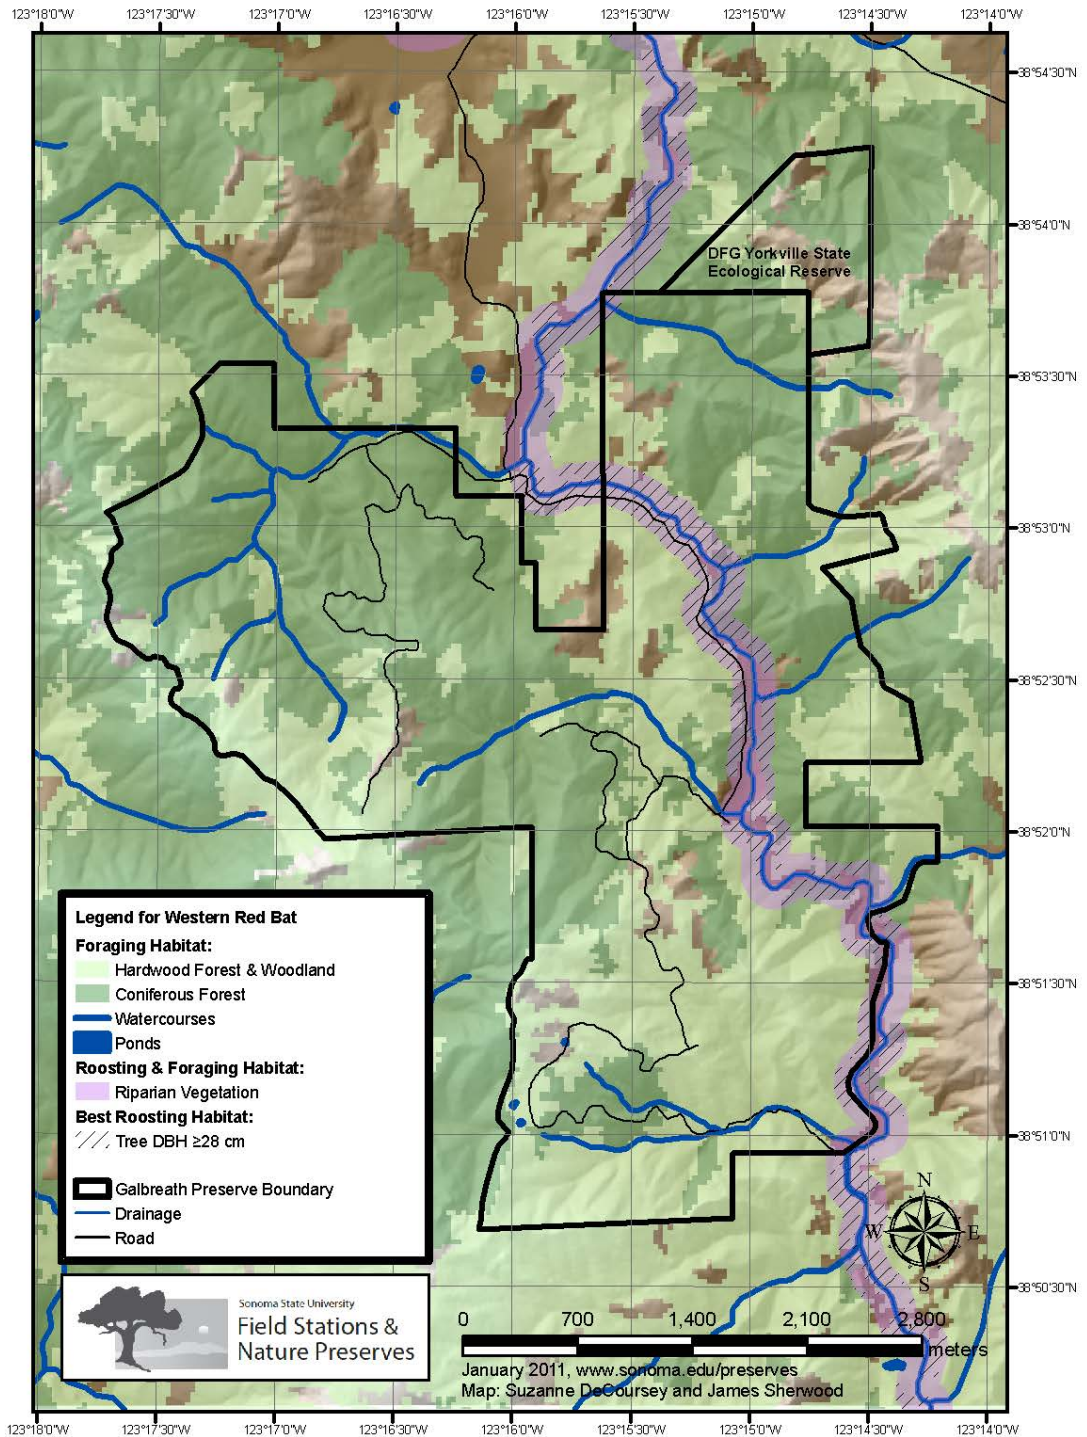 123°18'0"W 123°17'30"W 123°17'0"W 123°16'30"W 123°16'0"W 123°15'30"W 123°15'0"W 123°14'30"W 123°14'0"W
38°54'30"N
38°54'0"N
DFG Yorkville State
Ecological Reserve
38°53'30"N
38°53'0"N
38°52'30"N
38°52'0"N
Legend for Western Red Bat
Foraging Habitat:
Hardwood Forest & Woodland
Coniferous Forest
Watercourses
Ponds
Roosting & Foraging Habitat:
Riparian Vegetation
Best Roosting Habitat:
Tree DBH ≥28 cm
Galbreath Preserve Boundary
Drainage
Road
38°51'30"N
38°51'0"N
N
W E
S
38°50'30"N
Sonoma State University
Field Stations &
Nature Preserves
0 700 1,400 2,100 2,800
meters
January 2011, www.sonoma.edu/preserves
Map: Suzanne DeCoursey and James Sherwood
123°18'0"W 123°17'30"W 123°17'0"W 123°16'30"W 123°16'0"W 123°15'30"W 123°15'0"W 123°14'30"W 123°14'0"W